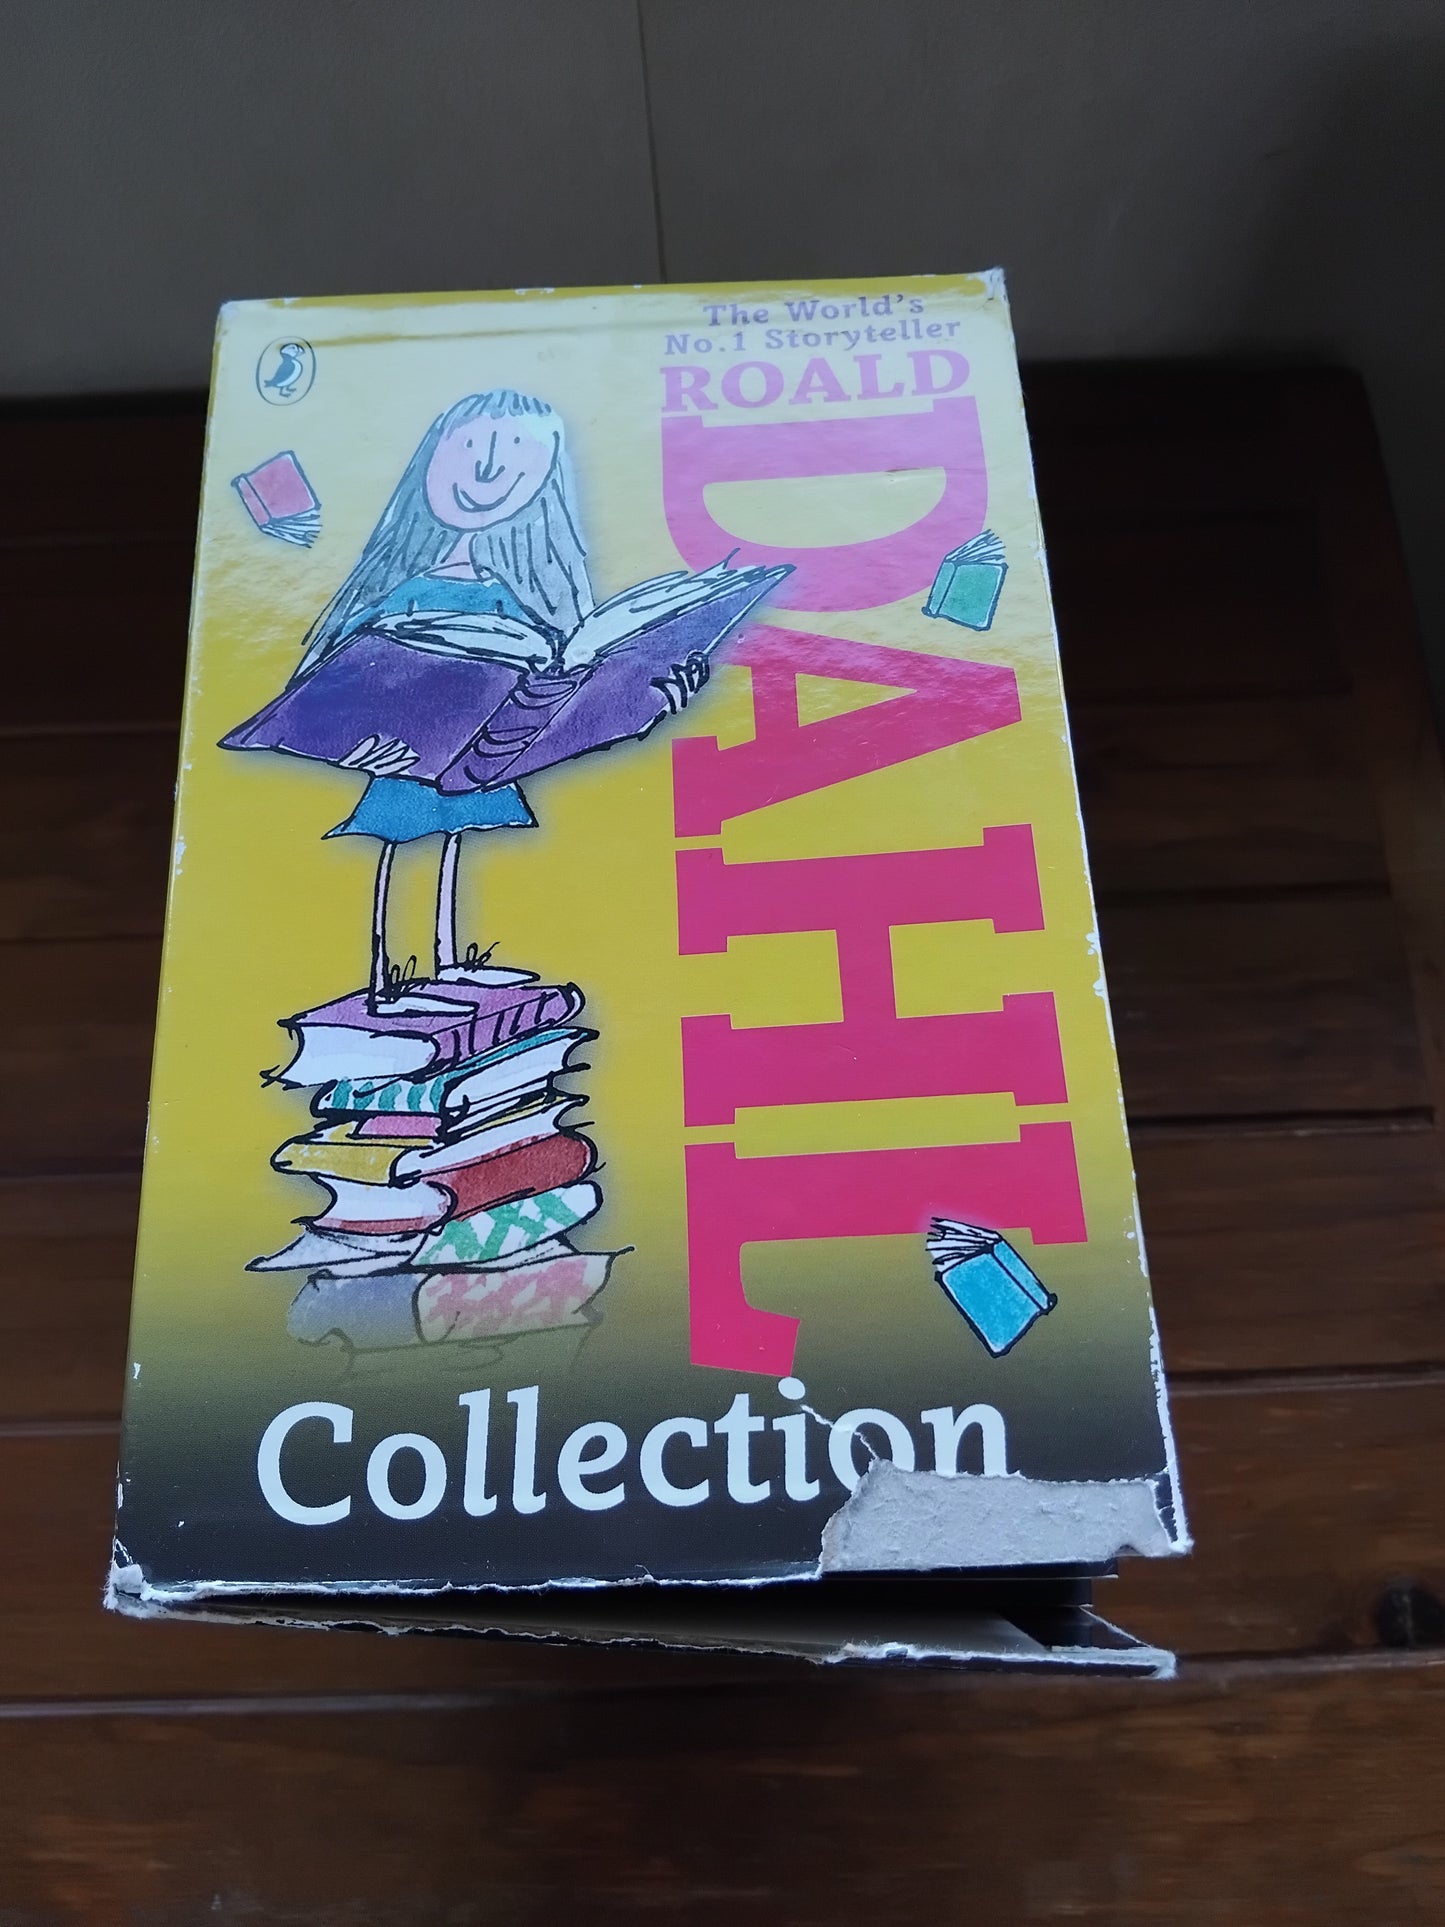 The World's
No.1 Storyteller
ROALD
DAHL
Collection